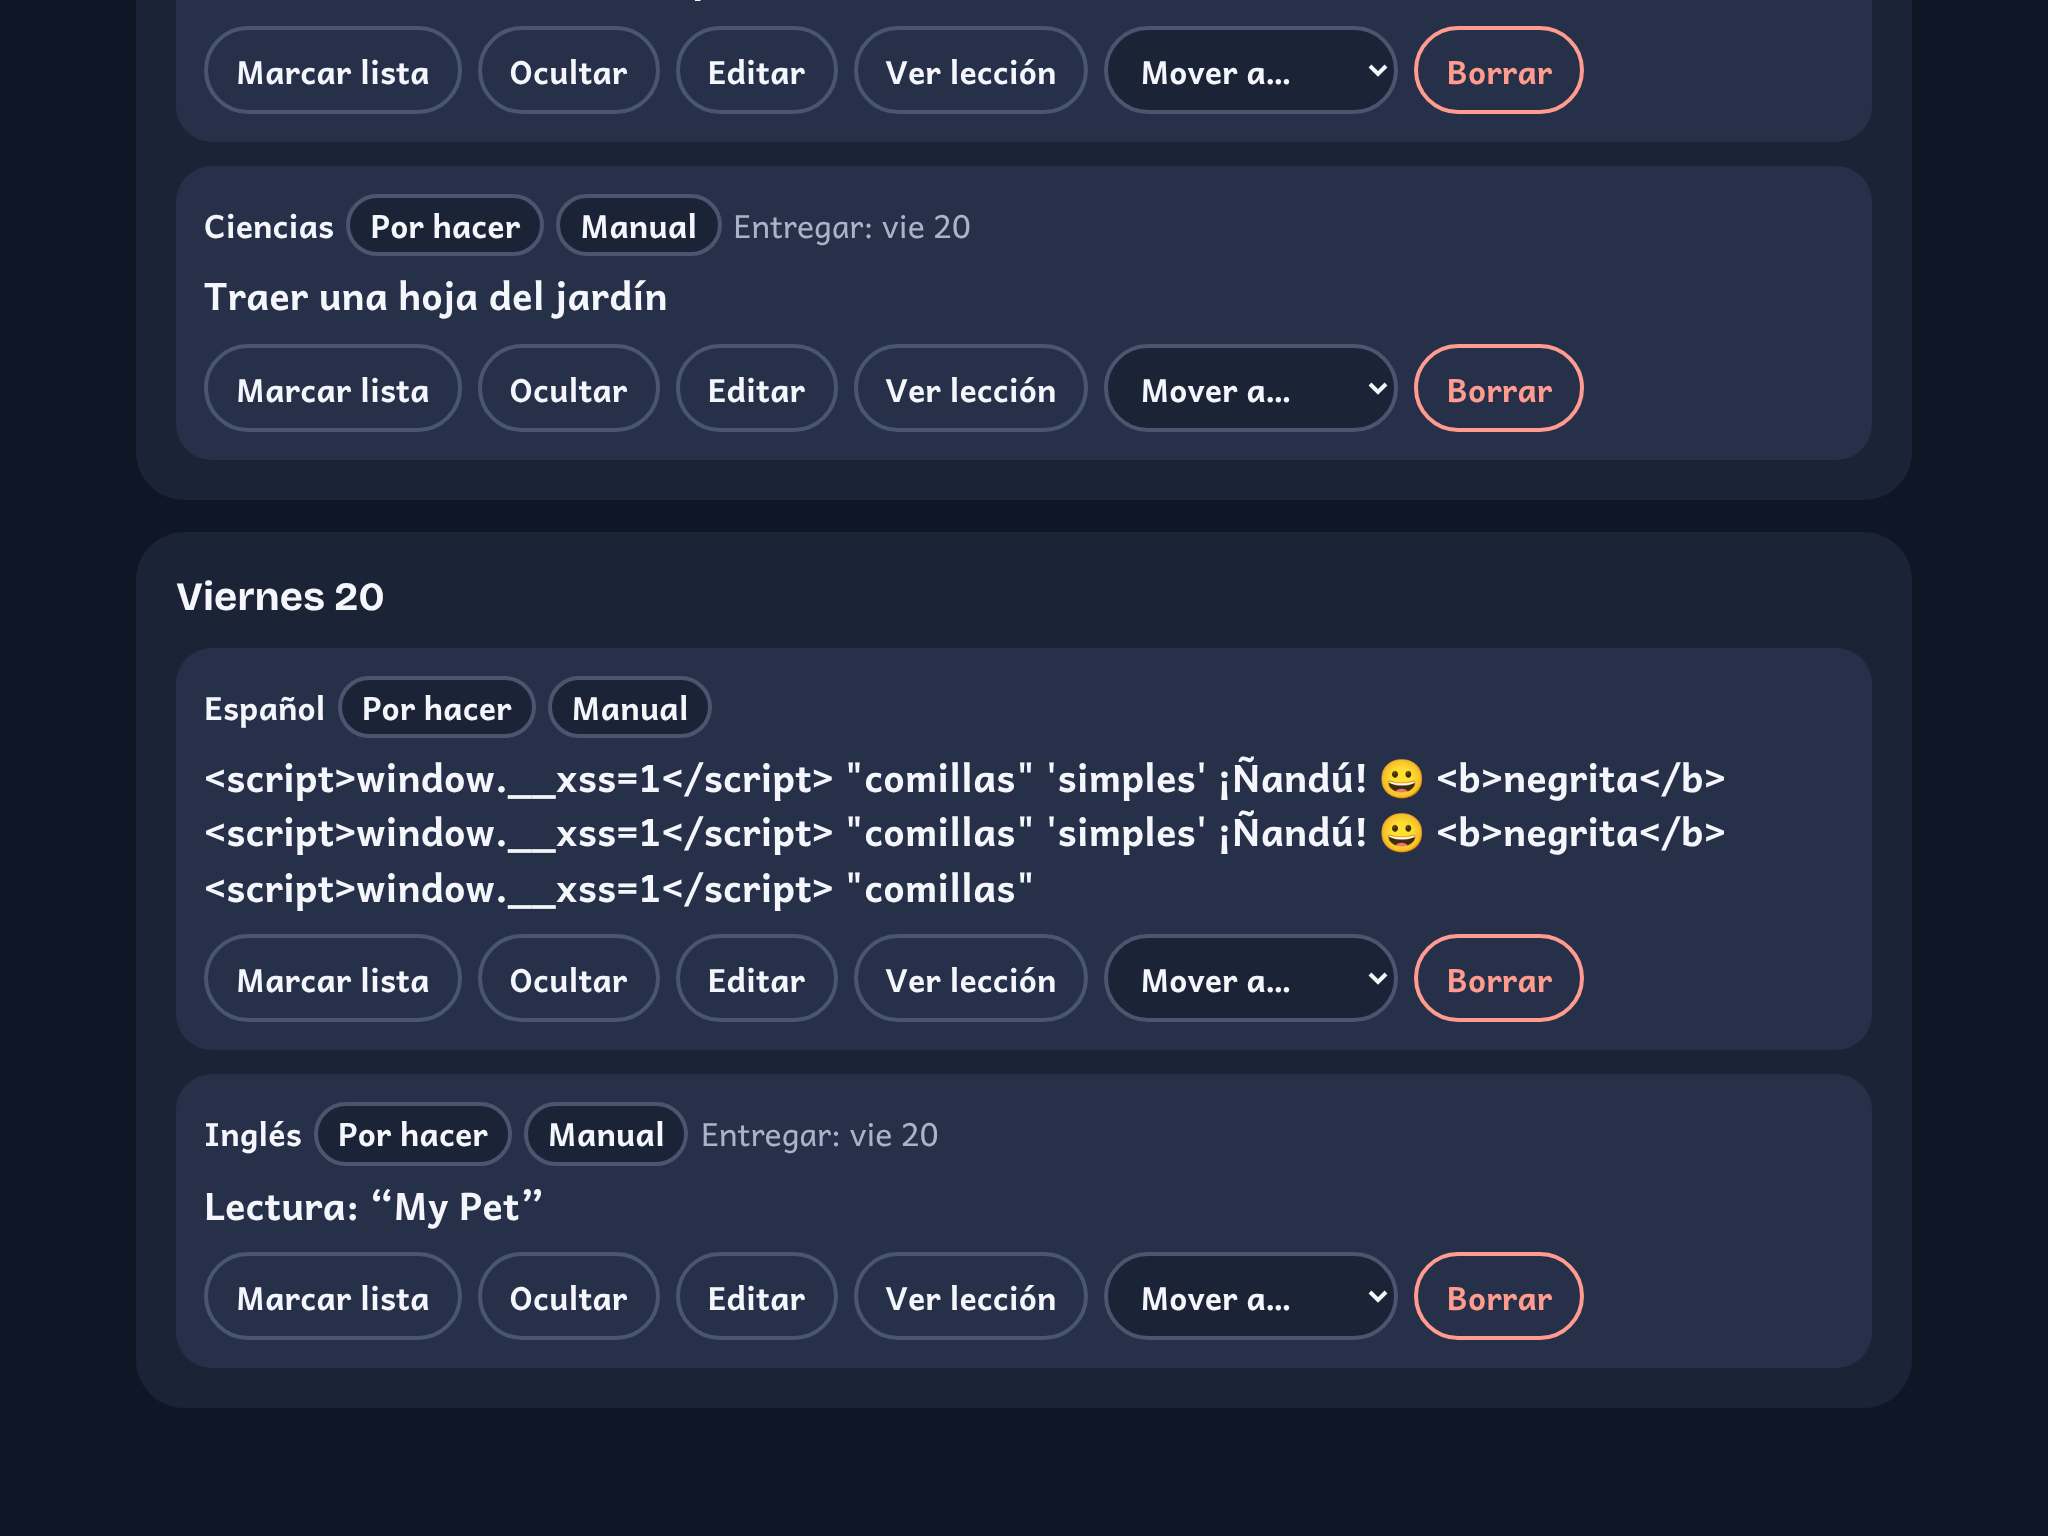 Marcar lista Ocultar Editar Ver lección Mover a... Borrar
Ciencias Por hacer Manual Entregar: vie 20
Traer una hoja del jardín
Marcar lista Ocultar Editar Ver lección Mover a... Borrar
Viernes 20
Español Por hacer Manual
<script>window.__xss=1</script> "comillas" 'simples' ¡Ñandú! 😀 <b>negrita</b>
<script>window.__xss=1</script> "comillas" 'simples' ¡Ñandú! 😀 <b>negrita</b>
<script>window.__xss=1</script> "comillas"
Marcar lista Ocultar Editar Ver lección Mover a... Borrar
Inglés Por hacer Manual Entregar: vie 20
Lectura: “My Pet”
Marcar lista Ocultar Editar Ver lección Mover a... Borrar